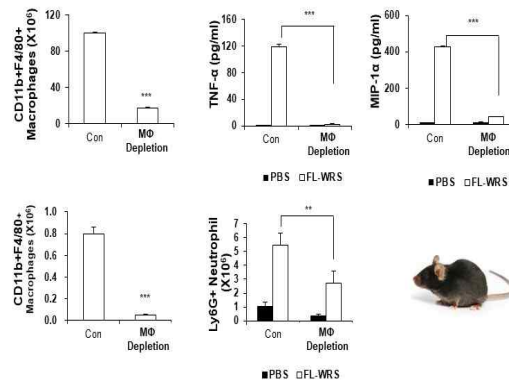 CD11b+F4/80+
Macrophages (X10⁶)
120
80
40
0
***
Con
MΦ
Depletion
TNF-α (pg/ml)
160
120
80
40
0
***
Con
MΦ
Depletion
■PBS □FL-WRS
MIP-1α (pg/ml)
600
400
200
0
***
Con
MΦ
Depletion
■PBS □FL-WRS
CD11b+F4/80+
Macrophages (X10⁶)
1.0
0.8
0.6
0.4
0.2
0.0
***
Con
MΦ
Depletion
Ly6G+ Neutrophil
(X10⁶)
7
6
5
4
3
2
1
0
**
Con
MΦ
Depletion
■PBS □FL-WRS